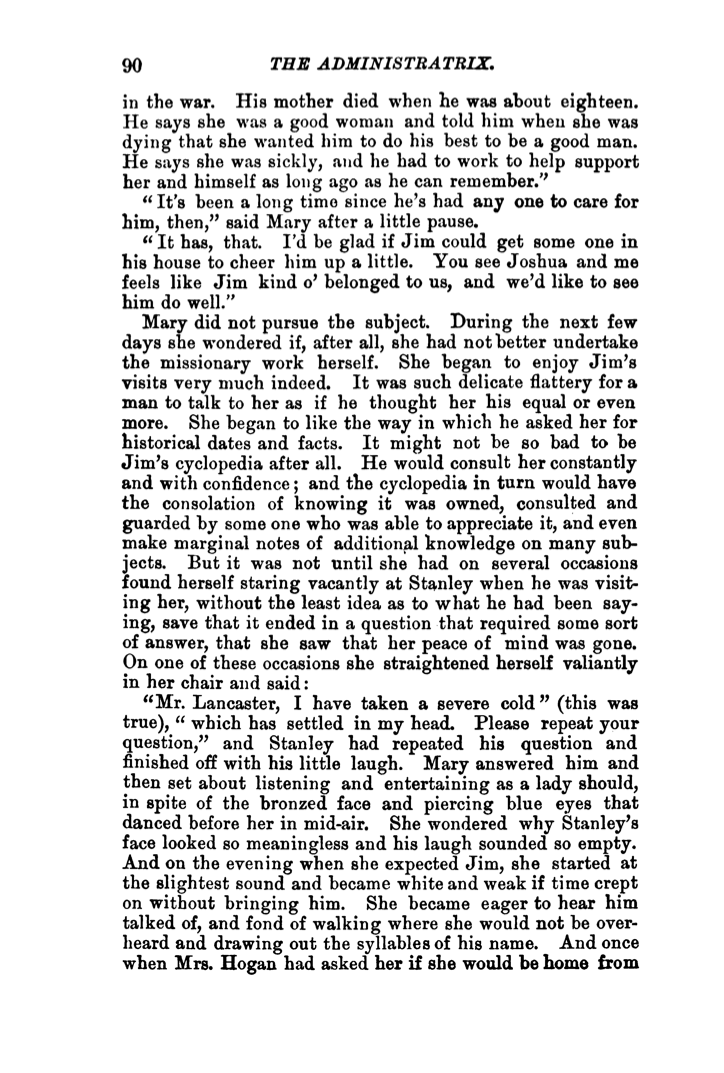 90 THE ADMINISTRATRIX.
in the war. His mother died when he was about eighteen.
He says she was a good woman and told him when she was
dying that she wanted him to do his best to be a good man.
He says she was sickly, and he had to work to help support
her and himself as long ago as he can remember."
"It's been a long time since he's had any one to care for
him, then," said Mary after a little pause.
"It has, that. I'd be glad if Jim could get some one in
his house to cheer him up a little. You see Joshua and me
feels like Jim kind o' belonged to us, and we'd like to see
him do well."
Mary did not pursue the subject. During the next few
days she wondered if, after all, she had not better undertake
the missionary work herself. She began to enjoy Jim's
visits very much indeed. It was such delicate flattery for a
man to talk to her as if he thought her his equal or even
more. She began to like the way in which he asked her for
historical dates and facts. It might not be so bad to be
Jim's cyclopedia after all. He would consult her constantly
and with confidence; and the cyclopedia in turn would have
the consolation of knowing it was owned, consulted and
guarded by some one who was able to appreciate it, and even
make marginal notes of additional knowledge on many sub-
jects. But it was not until she had on several occasions
found herself staring vacantly at Stanley when he was visit-
ing her, without the least idea as to what he had been say-
ing, save that it ended in a question that required some sort
of answer, that she saw that her peace of mind was gone.
On one of these occasions she straightened herself valiantly
in her chair and said:
"Mr. Lancaster, I have taken a severe cold" (this was
true), "which has settled in my head. Please repeat your
question," and Stanley had repeated his question and
finished off with his little laugh. Mary answered him and
then set about listening and entertaining as a lady should,
in spite of the bronzed face and piercing blue eyes that
danced before her in mid-air. She wondered why Stanley's
face looked so meaningless and his laugh sounded so empty.
And on the evening when she expected Jim, she started at
the slightest sound and became white and weak if time crept
on without bringing him. She became eager to hear him
talked of, and fond of walking where she would not be over-
heard and drawing out the syllables of his name. And once
when Mrs. Hogan had asked her if she would be home from